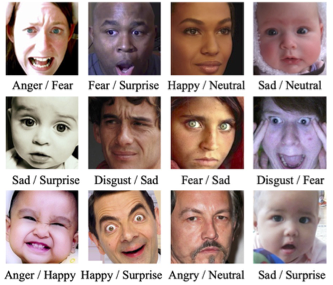 Anger / Fear Fear / Surprise Happy / Neutral Sad / Neutral
Sad / Surprise Disgust / Sad Fear / Sad Disgust / Fear
Anger / Happy Happy / Surprise Angry / Neutral Sad / Surprise